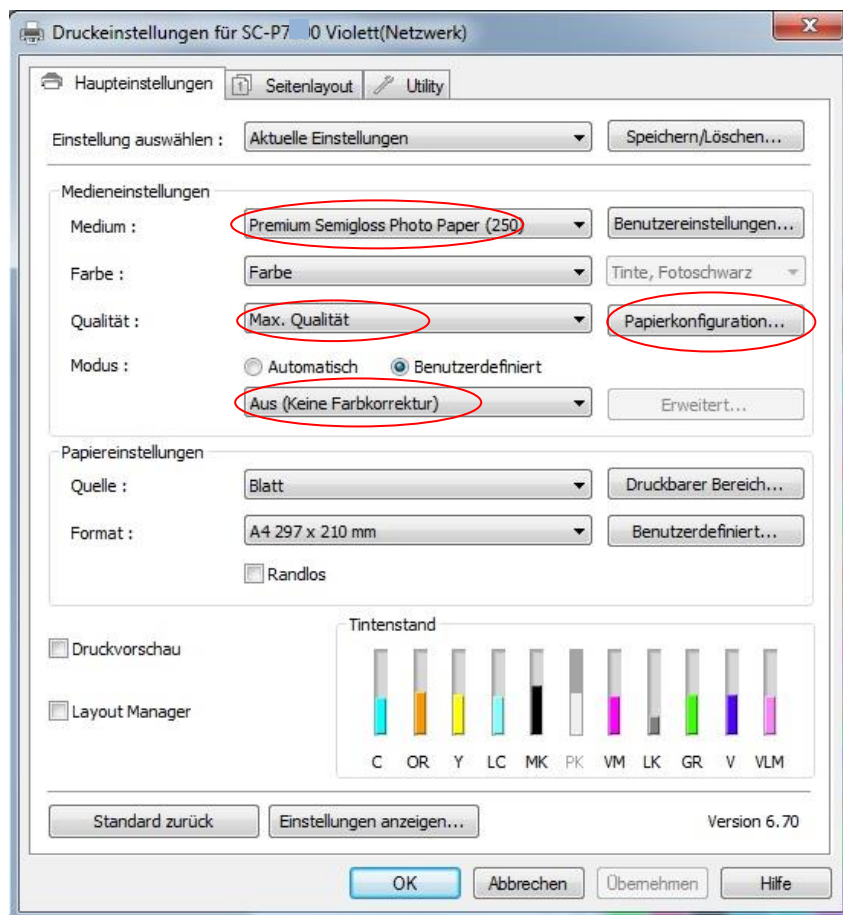 Druckeinstellungen für SC-P7 00 Violett(Netzwerk)
Haupteinstellungen Seitenlayout Utility
Einstellung auswählen : Aktuelle Einstellungen Speichern/Löschen...
Medieneinstellungen
Medium : Premium Semigloss Photo Paper (250) Benutzereinstellungen...
Farbe : Farbe Tinte, Fotoschwarz
Qualität : Max. Qualität Papierkonfiguration...
Modus : Automatisch Benutzerdefiniert
Aus (Keine Farbkorrektur) Erweitert...
Papiereinstellungen
Quelle : Blatt Druckbarer Bereich...
Format : A4 297 x 210 mm Benutzerdefiniert...
Randlos
Tintenstand
Druckvorschau
Layout Manager
C OR Y LC MK PK VM LK GR V VLM
Standard zurück Einstellungen anzeigen... Version 6.70
OK Abbrechen Übernehmen Hilfe